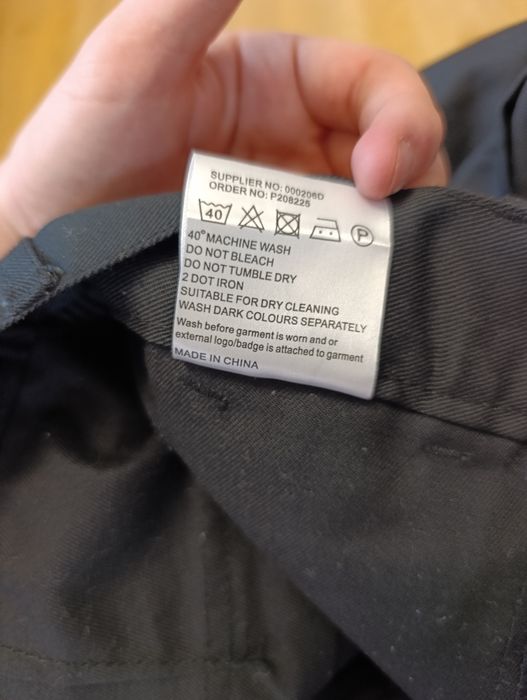 SUPPLIER NO: 000206D
ORDER NO: P208225
40 P
40° MACHINE WASH
DO NOT BLEACH
DO NOT TUMBLE DRY
2 DOT IRON
SUITABLE FOR DRY CLEANING
WASH DARK COLOURS SEPARATELY
Wash before garment is worn and or
external logo/badge is attached to garment
MADE IN CHINA